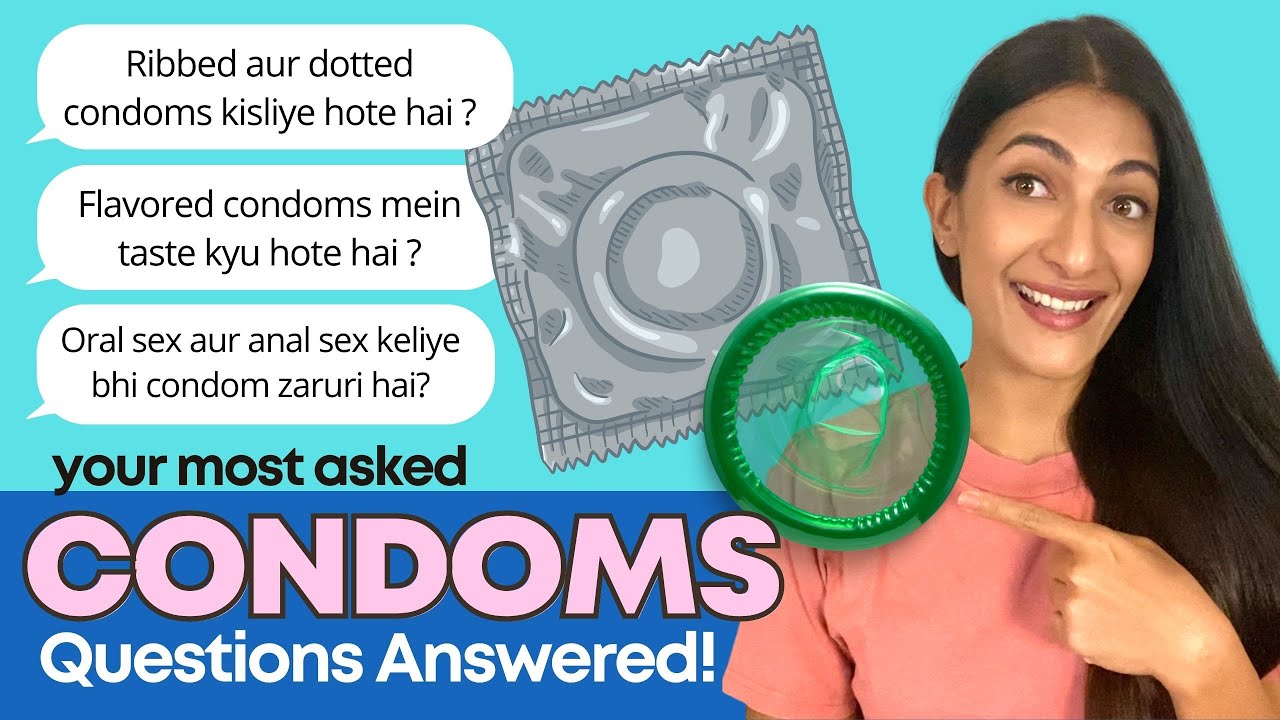 Ribbed aur dotted
condoms kisliye hote hai ?
Flavored condoms mein
taste kyu hote hai ?
Oral sex aur anal sex keliye
bhi condom zaruri hai?
your most asked
CONDOMS
Questions Answered!